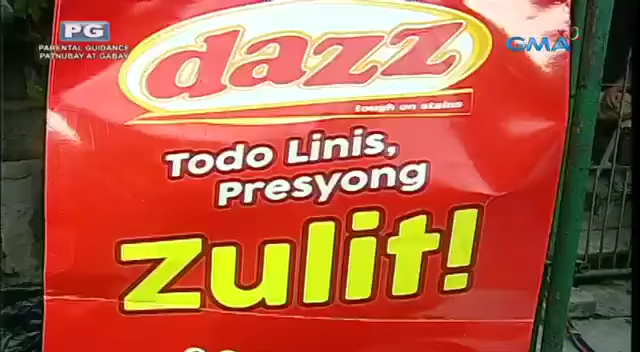 PG
PARENTAL GUIDANCE
PATNUBAY AT GABAY
GMA
dazz
tough on stains
Todo Linis,
Presyong
Zulit!